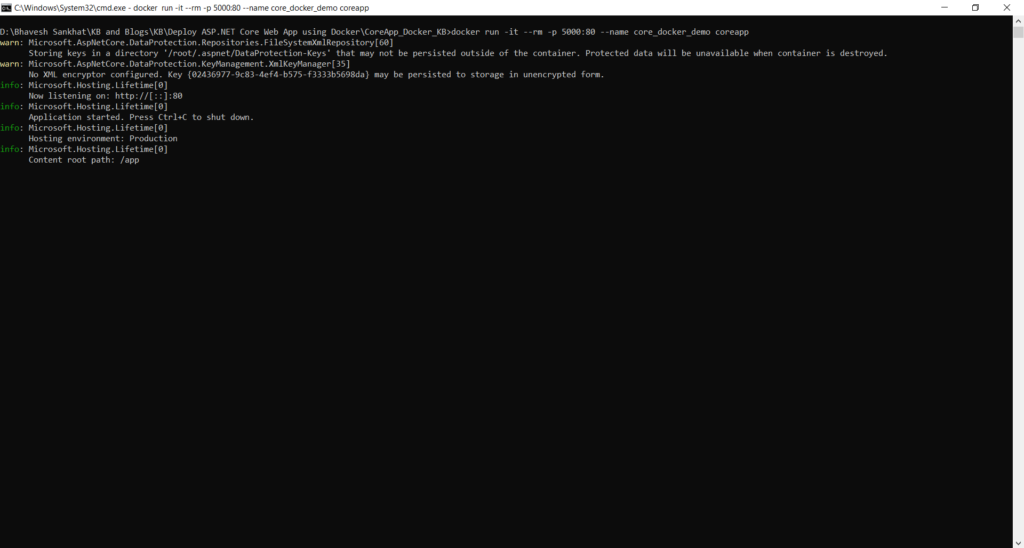 C:\Windows\System32\cmd.exe - docker run -it --rm -p 5000:80 --name core_docker_demo coreapp
D:\Bhavesh Sankhat\KB and Blogs\KB\Deploy ASP.NET Core Web App using Docker\CoreApp_Docker_KB>docker run -it --rm -p 5000:80 --name core_docker_demo coreapp
warn: Microsoft.AspNetCore.DataProtection.Repositories.FileSystemXmlRepository[60]
Storing keys in a directory '/root/.aspnet/DataProtection-Keys' that may not be persisted outside of the container. Protected data will be unavailable when container is destroyed.
warn: Microsoft.AspNetCore.DataProtection.KeyManagement.XmlKeyManager[35]
No XML encryptor configured. Key {02436977-9c83-4ef4-b575-f3333b5698da} may be persisted to storage in unencrypted form.
info: Microsoft.Hosting.Lifetime[0]
Now listening on: http://[::]:80
info: Microsoft.Hosting.Lifetime[0]
Application started. Press Ctrl+C to shut down.
info: Microsoft.Hosting.Lifetime[0]
Hosting environment: Production
info: Microsoft.Hosting.Lifetime[0]
Content root path: /app